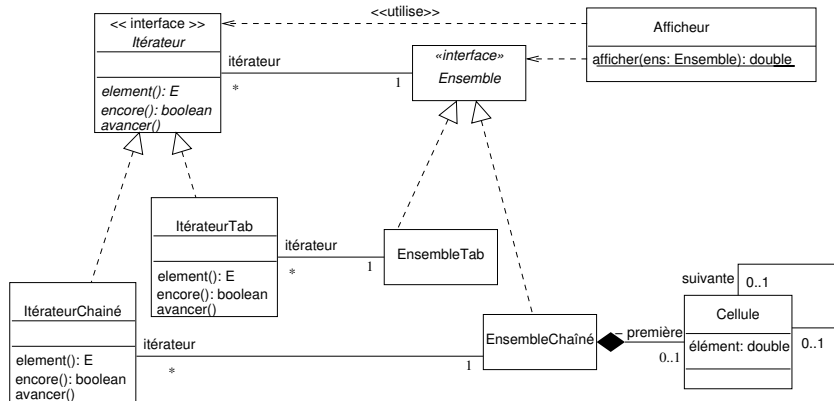 << interface >>
Itérateur
element(): E
encore(): boolean
avancer()
<<utilise>>
Afficheur
afficher(ens: Ensemble): double
itérateur
*
1
«interface»
Ensemble
ItérateurTab
element(): E
encore(): boolean
avancer()
itérateur
*
1
EnsembleTab
ItérateurChainé
element(): E
encore(): boolean
avancer()
itérateur
*
1
EnsembleChaîné
– première
0..1
suivante
0..1
Cellule
élément: double
0..1